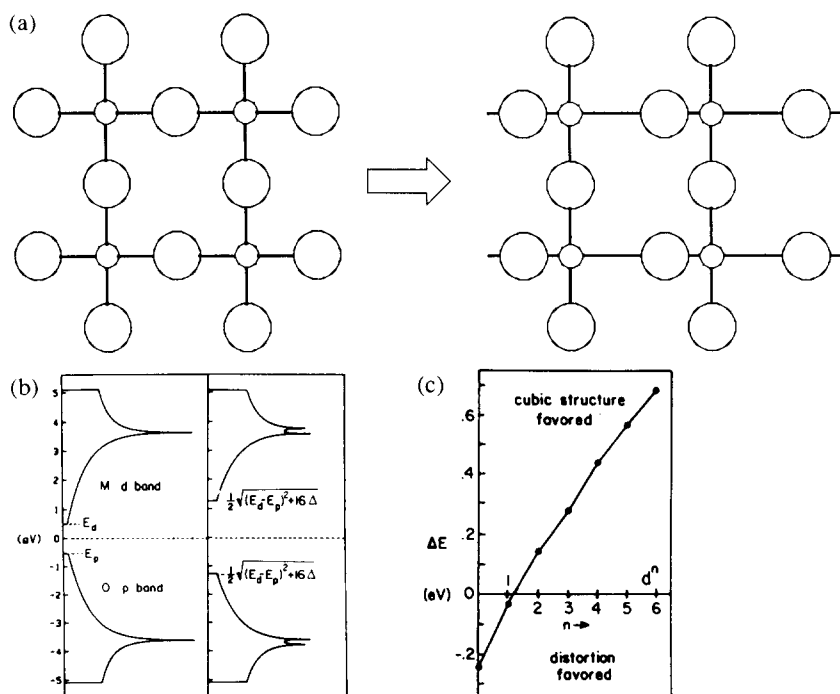 (a)
(b)
5
4
3
2
1
(eV) 0
-1
-2
-3
-4
-5
M d band
E_d
E_p
O p band
½√(E_d-E_p)²+16Δ
-½√(E_d-E_p)²+16Δ
(c)
cubic structure
favored
.6
.4
.2
ΔE
(eV)
0
-.2
1 2 3 4 5 6
n→
dⁿ
distortion
favored